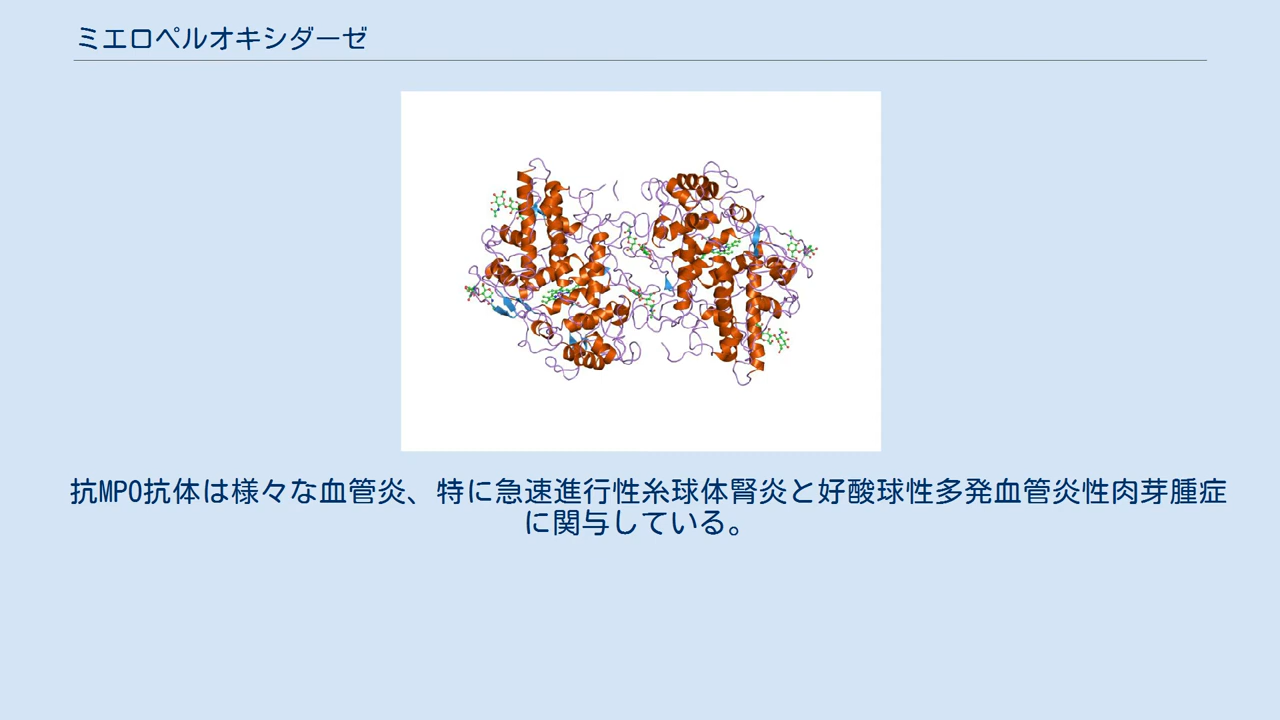 ミエロペルオキシダーゼ
抗MPO抗体は様々な血管炎、特に急速進行性糸球体腎炎と好酸球性多発血管炎性肉芽腫症
に関与している。